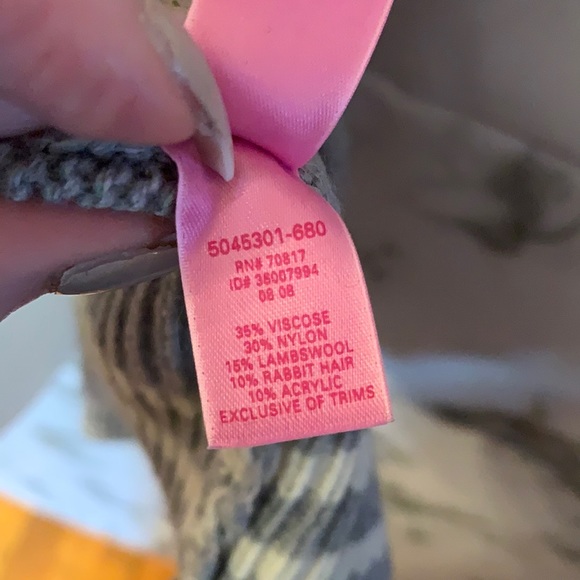 5045301-680
RN# 70817
ID# 36007994
08 08
35% VISCOSE
30% NYLON
15% LAMBSWOOL
10% RABBIT HAIR
10% ACRYLIC
EXCLUSIVE OF TRIMS